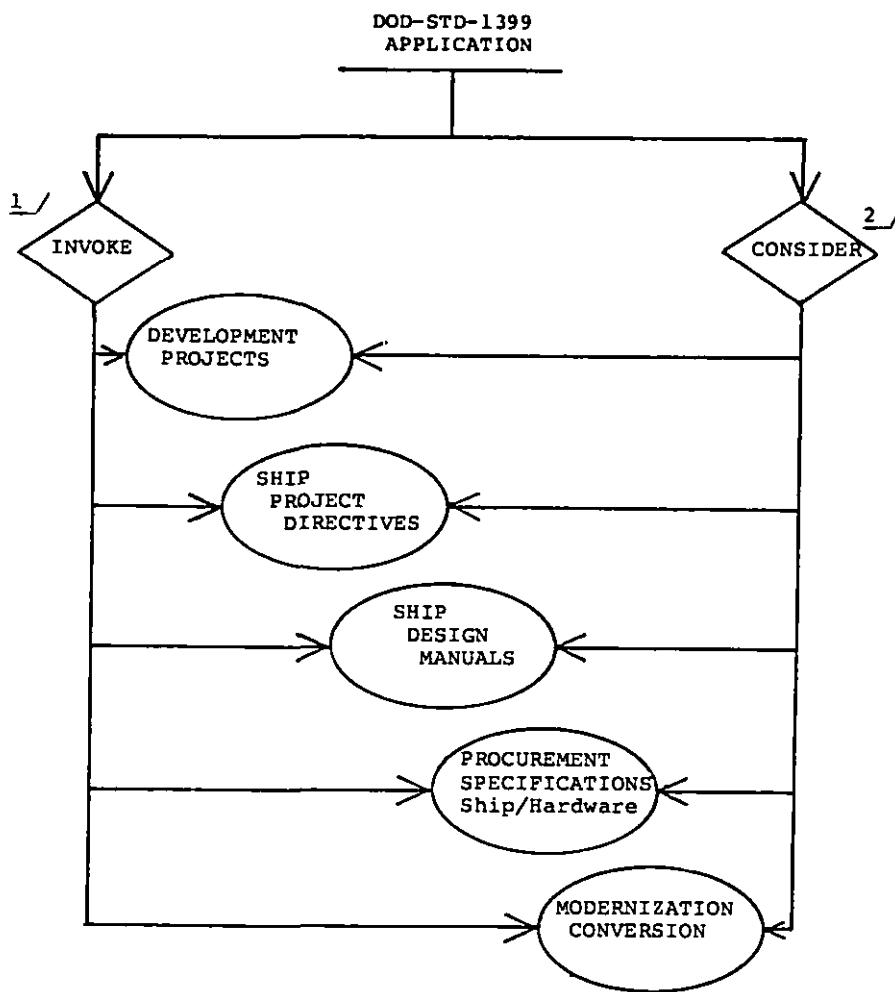 DOD-STD-1399
APPLICATION
1/
INVOKE
2/
CONSIDER
DEVELOPMENT
PROJECTS
SHIP
PROJECT
DIRECTIVES
SHIP
DESIGN
MANUALS
PROCUREMENT
SPECIFICATIONS
Ship/Hardware
MODERNIZATION
CONVERSION